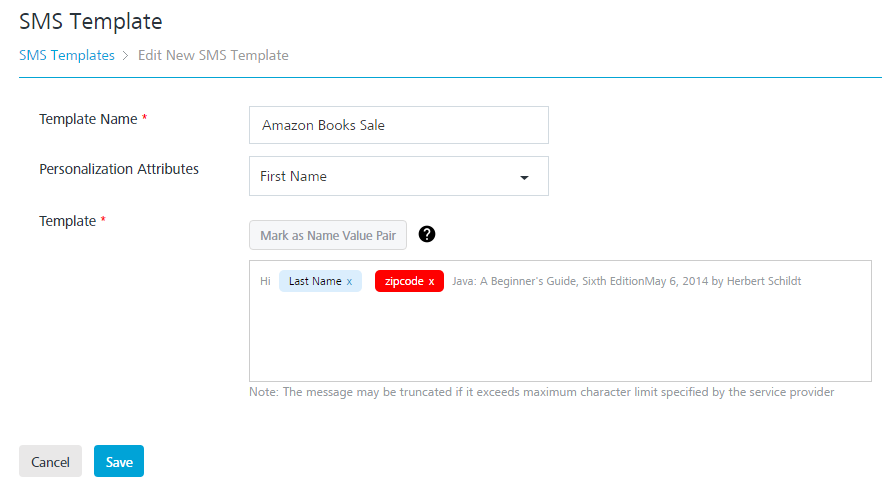 SMS Template
SMS Templates > Edit New SMS Template
Template Name * Amazon Books Sale
Personalization Attributes First Name
Template *
Mark as Name Value Pair ?
Hi Last Name x zipcode x Java: A Beginner's Guide, Sixth EditionMay 6, 2014 by Herbert Schildt
Note: The message may be truncated if it exceeds maximum character limit specified by the service provider
Cancel Save